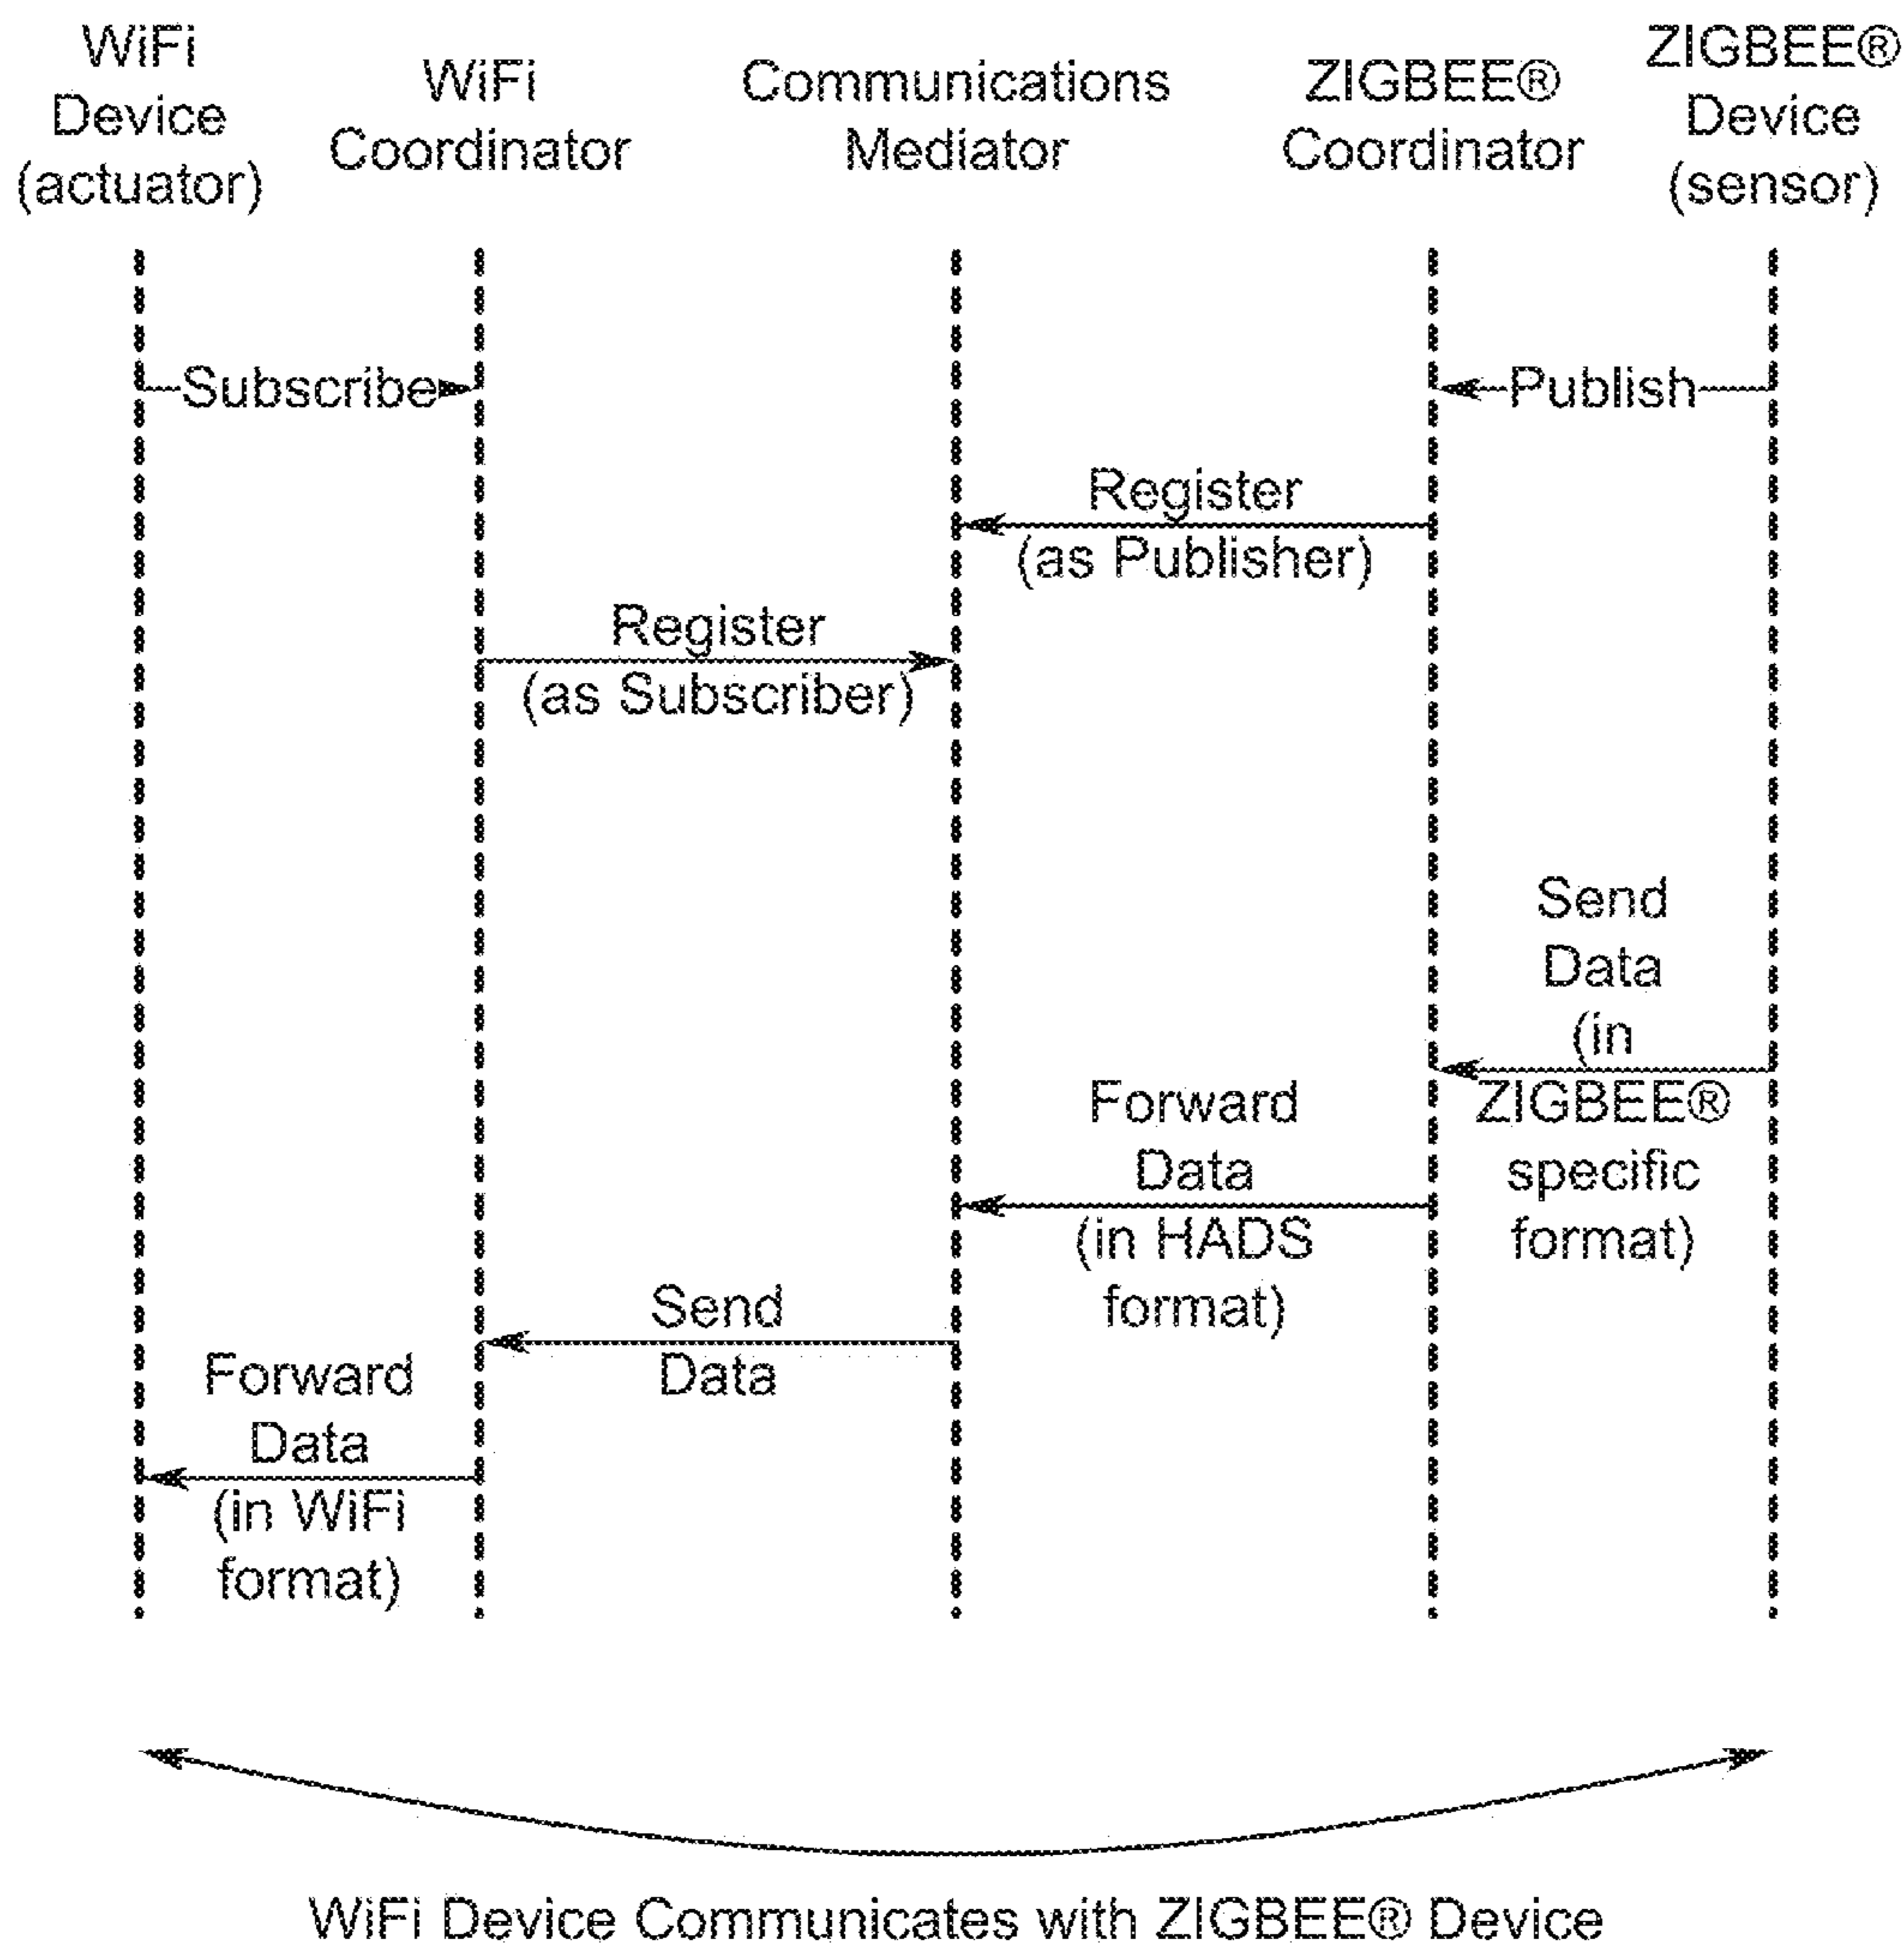 WiFi
Device
(actuator)
WiFi
Coordinator
Communications
Mediator
ZIGBEE®
Coordinator
ZIGBEE®
Device
(sensor)
Subscribe
Publish
Register
(as Publisher)
Register
(as Subscriber)
Send
Data
(in
ZIGBEE®
specific
format)
Forward
Data
(in HADS
format)
Send
Data
Forward
Data
(in WiFi
format)
WiFi Device Communicates with ZIGBEE® Device